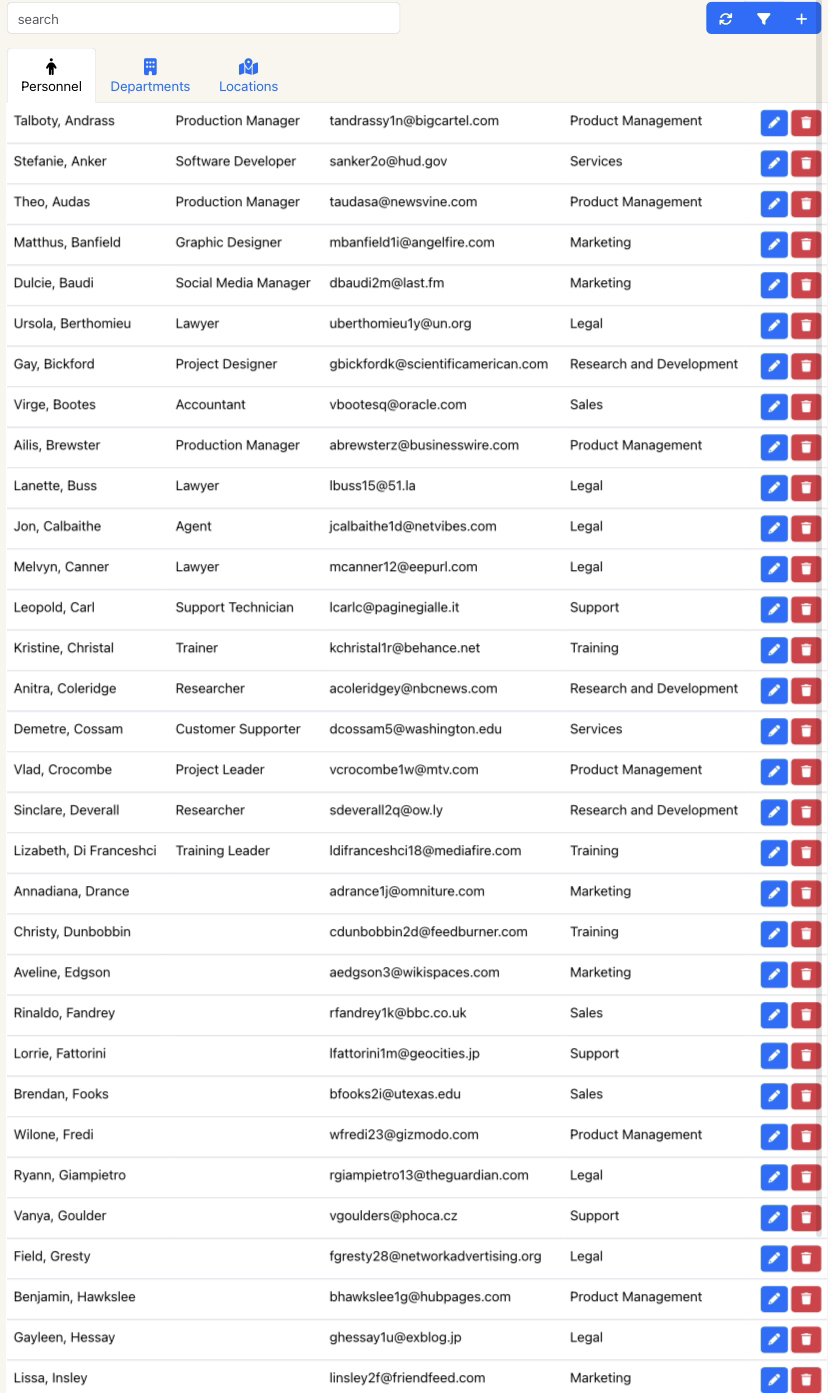 search
Personnel
Departments
Locations
Talboty, Andrass Production Manager tandrassy1n@bigcartel.com Product Management
Stefanie, Anker Software Developer sanker2o@hud.gov Services
Theo, Audas Production Manager taudasa@newsvine.com Product Management
Matthus, Banfield Graphic Designer mbanfield1i@angelfire.com Marketing
Dulcie, Baudi Social Media Manager dbaudi2m@last.fm Marketing
Ursola, Berthomieu Lawyer uberthomieu1y@un.org Legal
Gay, Bickford Project Designer gbickfordk@scientificamerican.com Research and Development
Virge, Bootes Accountant vbootesq@oracle.com Sales
Ailis, Brewster Production Manager abrewsterz@businesswire.com Product Management
Lanette, Buss Lawyer lbuss15@51.la Legal
Jon, Calbaithe Agent jcalbaithe1d@netvibes.com Legal
Melvyn, Canner Lawyer mcanner12@eepurl.com Legal
Leopold, Carl Support Technician lcarlc@paginegialle.it Support
Kristine, Christal Trainer kchristal1r@behance.net Training
Anitra, Coleridge Researcher acoleridgey@nbcnews.com Research and Development
Demetre, Cossam Customer Supporter dcossam5@washington.edu Services
Vlad, Crocombe Project Leader vcrocombe1w@mtv.com Product Management
Sinclare, Deverall Researcher sdeverall2q@ow.ly Research and Development
Lizabeth, Di Franceshci Training Leader ldifranceshci18@mediafire.com Training
Annadiana, Drance adrance1j@omniture.com Marketing
Christy, Dunbobbin cdunbobbin2d@feedburner.com Training
Aveline, Edgson aedgson3@wikispaces.com Marketing
Rinaldo, Fandrey rfandrey1k@bbc.co.uk Sales
Lorrie, Fattorini lfattorini1m@geocities.jp Support
Brendan, Fooks bfooks2i@utexas.edu Sales
Wilone, Fredi wfredi23@gizmodo.com Product Management
Ryann, Giampietro rgiampietro13@theguardian.com Legal
Vanya, Goulder vgoulders@phoca.cz Support
Field, Gresty fgresty28@networkadvertising.org Legal
Benjamin, Hawkslee bhawkslee1g@hubpages.com Product Management
Gayleen, Hessay ghessay1u@exblog.jp Legal
Lissa, Insley linsley2f@friendfeed.com Marketing